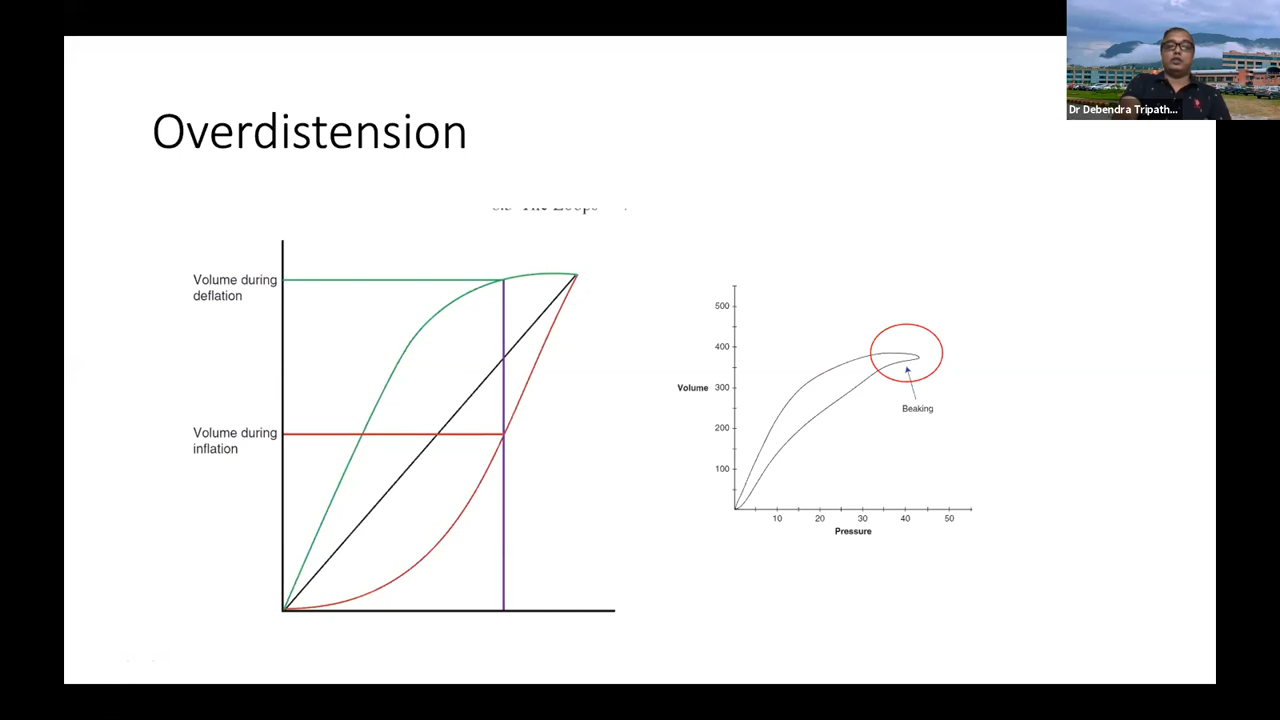 Dr Debendra Tripath...
Overdistension
Volume during
deflation
Volume during
inflation
500
400
Volume 300
200
100
10 20 30 40 50
Pressure
Beaking